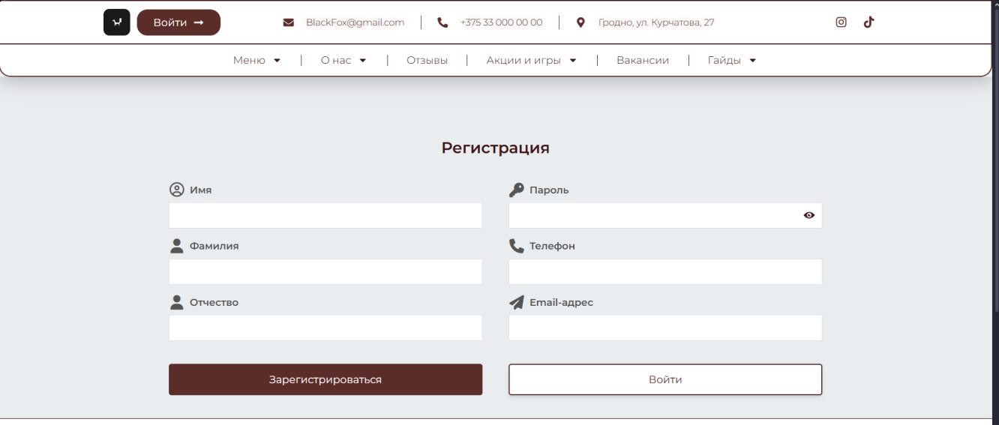 Войти
BlackFox@gmail.com
+375 33 000 00 00
Гродно, ул. Курчатова, 27
Меню
О нас
Отзывы
Акции и игры
Вакансии
Гайды
Регистрация
Имя
Пароль
Фамилия
Телефон
Отчество
Email-адрес
Зарегистрироваться
Войти